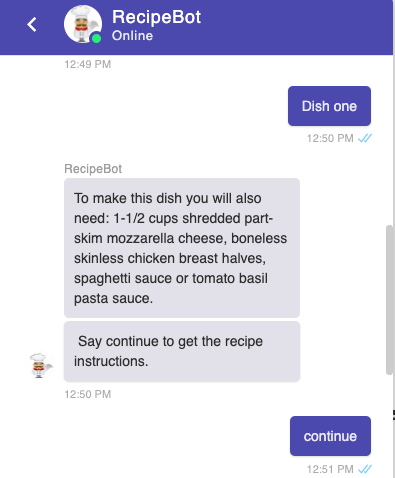 RecipeBot
Online
12:49 PM
Dish one
12:50 PM
RecipeBot
To make this dish you will also
need: 1-1/2 cups shredded part-
skim mozzarella cheese, boneless
skinless chicken breast halves,
spaghetti sauce or tomato basil
pasta sauce.
Say continue to get the recipe
instructions.
12:50 PM
continue
12:51 PM